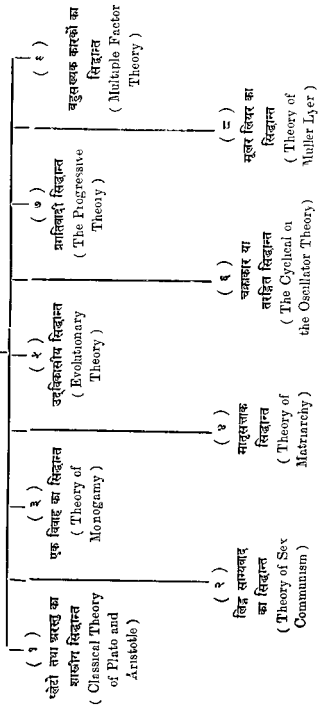 ( १ )
प्लेटो तथा अरस्तु का
शास्त्रीय सिद्धान्त
( Classical Theory
of Plato and
Aristotle )
( २ )
लिङ्ग साम्यवाद
का सिद्धान्त
( Theory of Sex
Communism )
( ३ )
एक विवाह का सिद्धान्त
( Theory of
Monogamy )
( ४ )
मातृसत्ताक
सिद्धान्त
( Theory of
Matriarchy )
( ५ )
उद्‌विकासीय सिद्धान्त
( Evolutionary
Theory )
( ६ )
चक्राकार या
तरङ्गित सिद्धान्त
( The Cyclical or
the Oscillator Theory )
( ७ )
प्रगतिवादी सिद्धान्त
( The Progressive
Theory )
( ८ )
मूलर लियर का
सिद्धान्त
( Theory of
Muller Lyer )
( ९ )
बहुसंख्यक कारकों का
सिद्धान्त
( Multiple Factor
Theory )